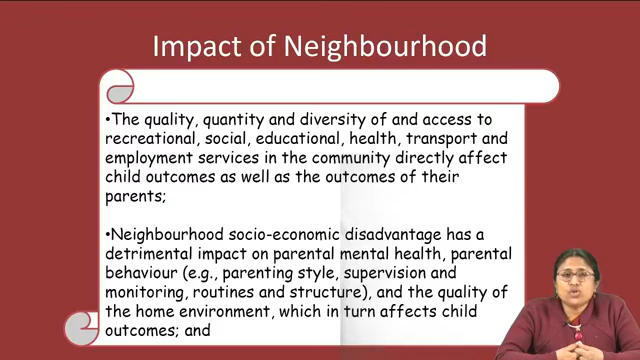 Impact of Neighbourhood
•The quality, quantity and diversity of and access to
recreational, social, educational, health, transport and
employment services in the community directly affect
child outcomes as well as the outcomes of their
parents;
•Neighbourhood socio-economic disadvantage has a
detrimental impact on parental mental health, parental
behaviour (e.g., parenting style, supervision and
monitoring, routines and structure), and the quality of
the home environment, which in turn affects child
outcomes; and